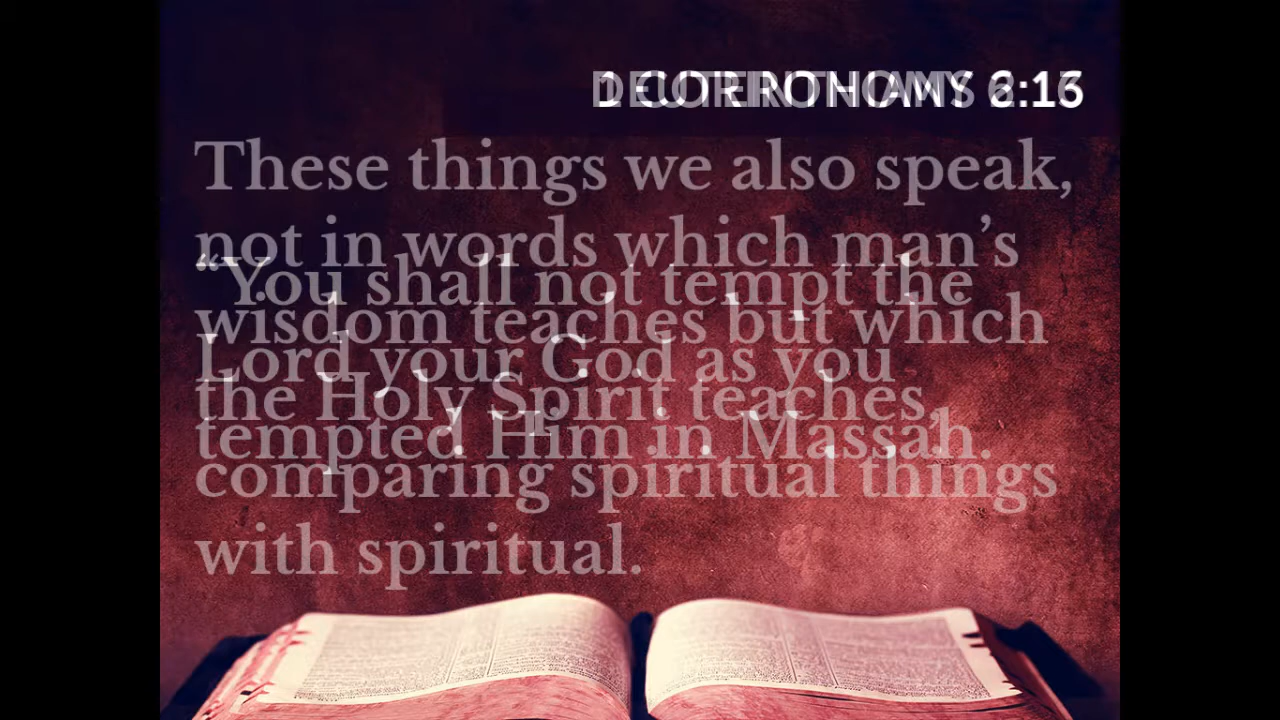 1 CORINTHIANS 2:13
These things we also speak,
not in words which man’s
wisdom teaches but which
the Holy Spirit teaches,
comparing spiritual things
with spiritual.
DEUTERONOMY 6:16
“You shall not tempt the
Lord your God as you
tempted Him in Massah.